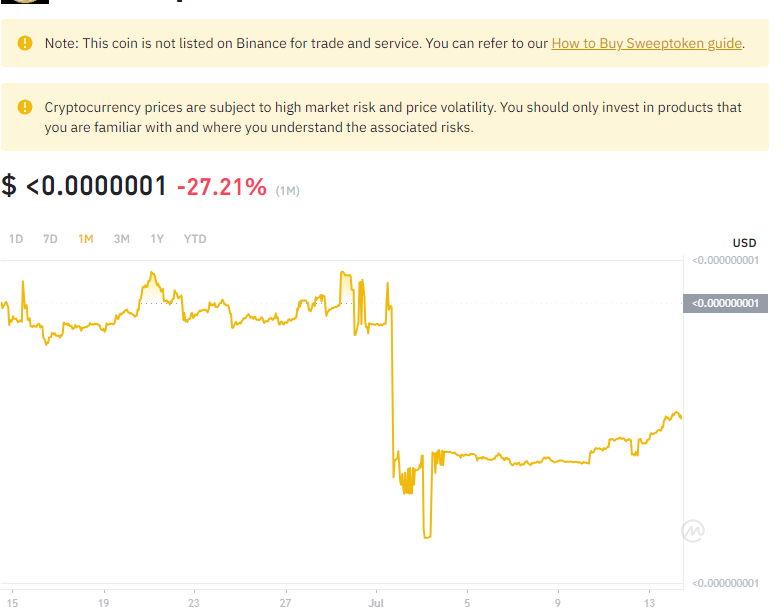 Note: This coin is not listed on Binance for trade and service. You can refer to our How to Buy Sweeptoken guide.
Cryptocurrency prices are subject to high market risk and price volatility. You should only invest in products that
you are familiar with and where you understand the associated risks.
$ <0.0000001 -27.21% (1M)
1D 7D 1M 3M 1Y YTD
USD
<0.000000001
<0.000000001
<0.000000001
15 19 23 27 Jul 5 9 13